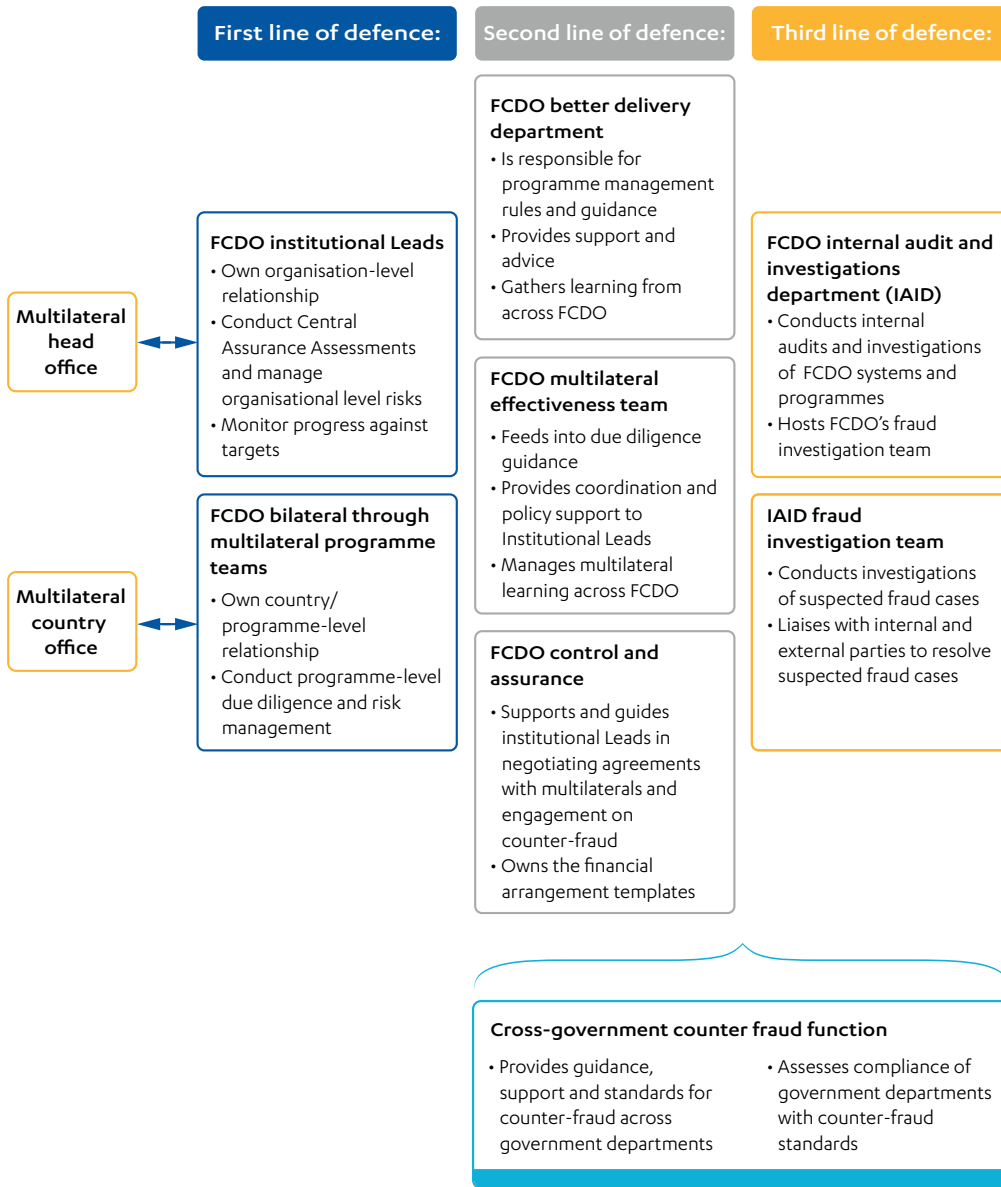 First line of defence:
Second line of defence:
Third line of defence:
Multilateral
head
office
Multilateral
country
office
FCDO institutional Leads
• Own organisation-level
relationship
• Conduct Central
Assurance Assessments
and manage
organisational level risks
• Monitor progress against
targets
FCDO bilateral through
multilateral programme
teams
• Own country/
programme-level
relationship
• Conduct programme-level
due diligence and risk
management
FCDO better delivery
department
• Is responsible for
programme management
rules and guidance
• Provides support and
advice
• Gathers learning from
across FCDO
FCDO multilateral
effectiveness team
• Feeds into due diligence
guidance
• Provides coordination and
policy support to
Institutional Leads
• Manages multilateral
learning across FCDO
FCDO control and
assurance
• Supports and guides
institutional Leads in
negotiating agreements
with multilaterals and
engagement on
counter-fraud
• Owns the financial
arrangement templates
FCDO internal audit and
investigations
department (IAID)
• Conducts internal
audits and investigations
of FCDO systems and
programmes
• Hosts FCDO's fraud
investigation team
IAID fraud
investigation team
• Conducts investigations
of suspected fraud cases
• Liaises with internal and
external parties to resolve
suspected fraud cases
Cross-government counter fraud function
• Provides guidance,
support and standards for
counter-fraud across
government departments
• Assesses compliance of
government departments
with counter-fraud
standards